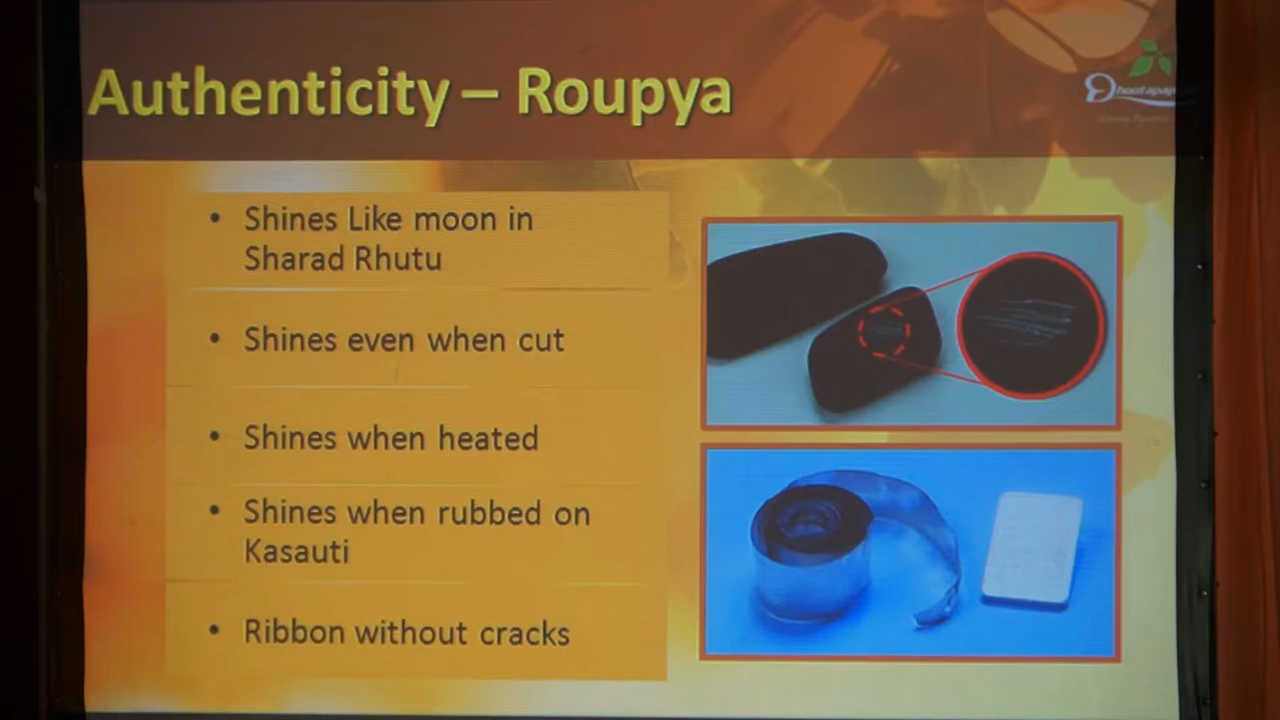 Authenticity – Roupya
• Shines Like moon in
Sharad Rhutu
• Shines even when cut
• Shines when heated
• Shines when rubbed on
Kasauti
• Ribbon without cracks